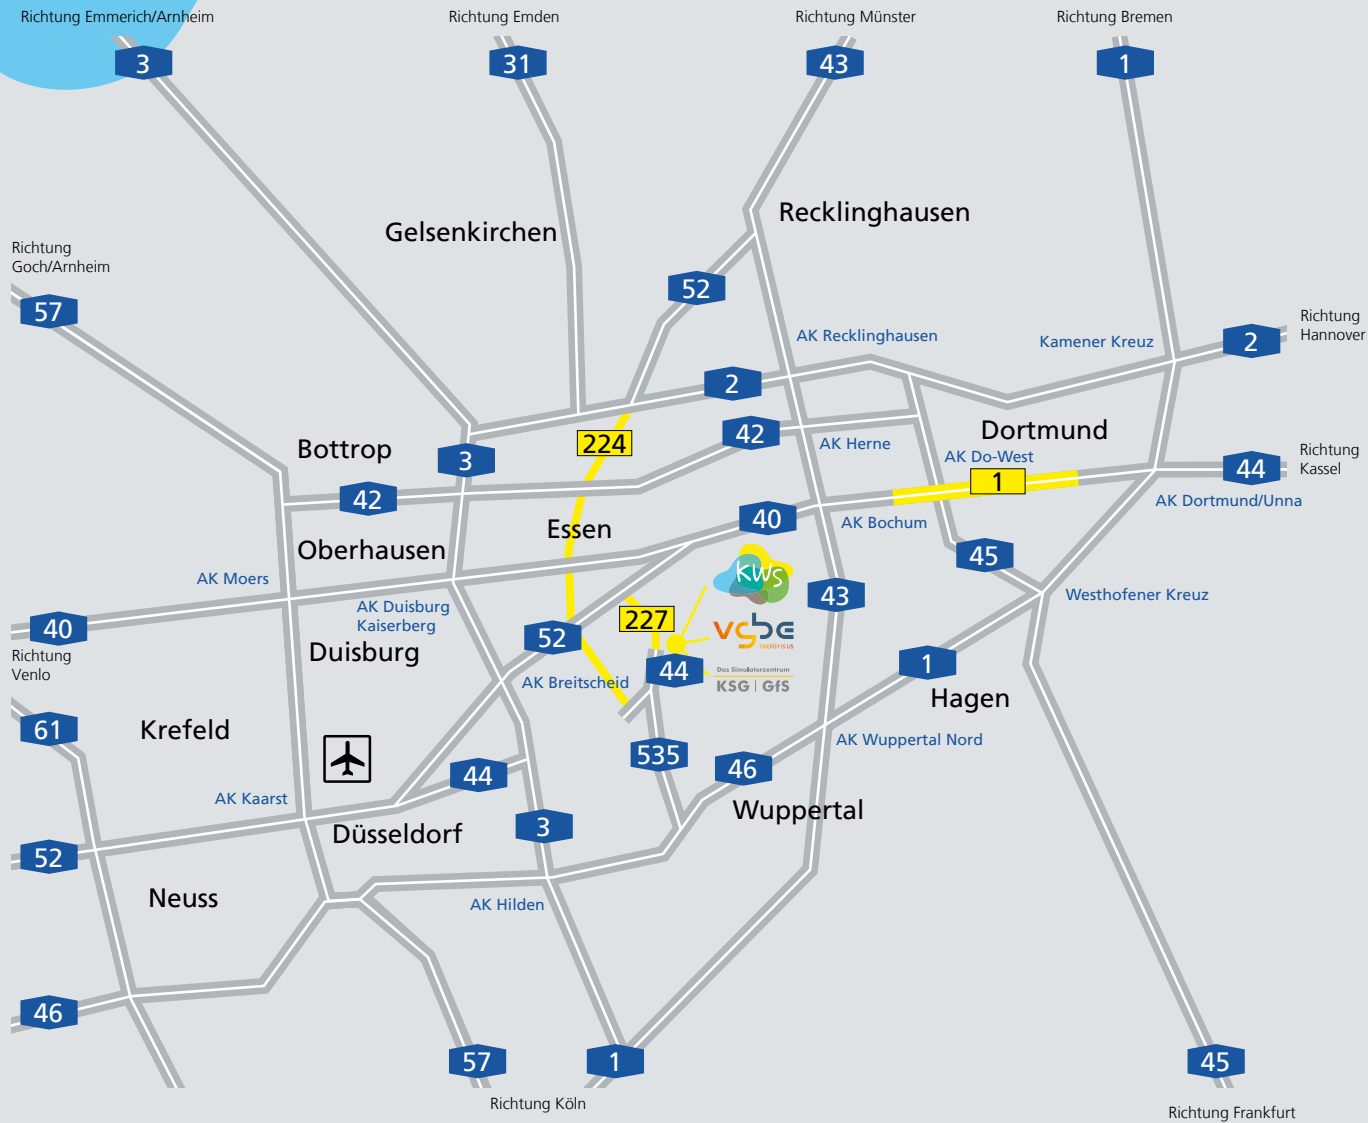 Richtung Emmerich/Arnheim
Richtung Emden
Richtung Münster
Richtung Bremen
3
31
43
1
Recklinghausen
Gelsenkirchen
Richtung
Goch/Arnheim
57
52
Richtung
Hannover
AK Recklinghausen
Kamener Kreuz
2
2
Bottrop
3
224
42
AK Herne
Dortmund
AK Do-West
Richtung
Kassel
44
1
42
AK Dortmund/Unna
Essen
40
AK Bochum
Oberhausen
45
AK Moers
kws
43
Westhofener Kreuz
AK Duisburg
Kaiserberg
40
227
Richtung
Venlo
Duisburg
52
vgbe
ENERGY IS US
AK Breitscheid
44
Das Simulatorzentrum
KSG | GfS
1
Hagen
61
Krefeld
535
AK Wuppertal Nord
46
44
AK Kaarst
Wuppertal
Düsseldorf
3
52
Neuss
AK Hilden
46
57
1
45
Richtung Köln
Richtung Frankfurt